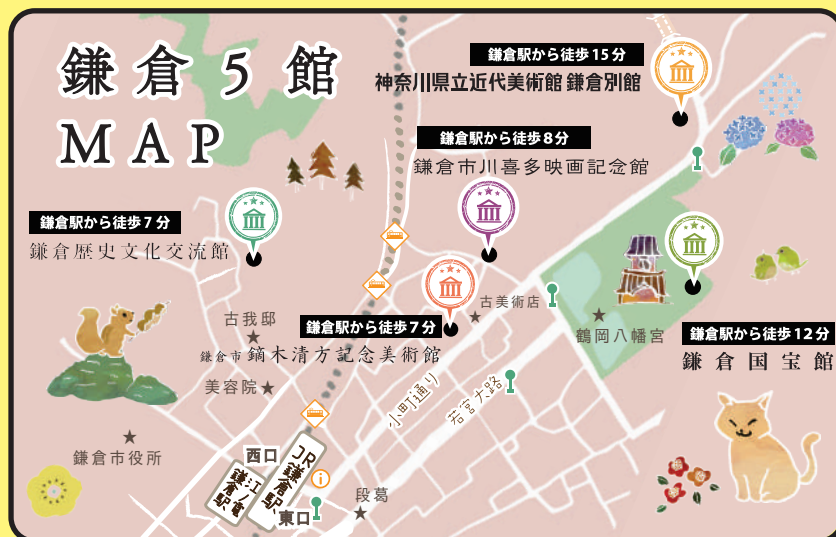 鎌倉5館
MAP
鎌倉駅から徒歩15分
神奈川県立近代美術館 鎌倉別館
鎌倉駅から徒歩8分
鎌倉市川喜多映画記念館
鎌倉駅から徒歩7分
鎌倉歴史文化交流館
古美術店
古我邸
鎌倉駅から徒歩7分
鎌倉市 鏑木清方記念美術館
鶴岡八幡宮
鎌倉駅から徒歩12分
鎌倉国宝館
美容院
小町通り
若宮大路
鎌倉市役所
西口
JR鎌倉駅、
江ノ電
鎌倉駅、
i
東口
段葛